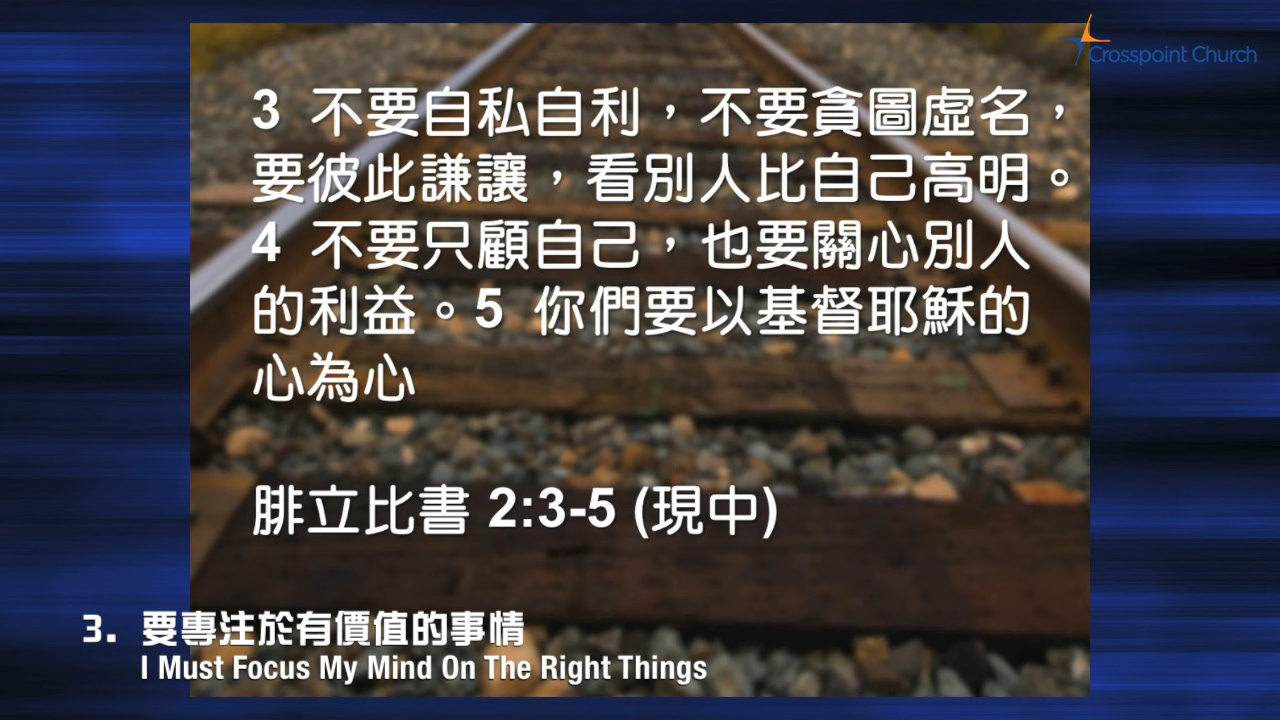 Crosspoint Church
3 不要自私自利，不要貪圖虛名，
要彼此謙讓，看別人比自己高明。
4 不要只顧自己，也要關心別人
的利益。5 你們要以基督耶穌的
心為心
腓立比書 2:3-5 (現中)
3. 要專注於有價值的事情
I Must Focus My Mind On The Right Things